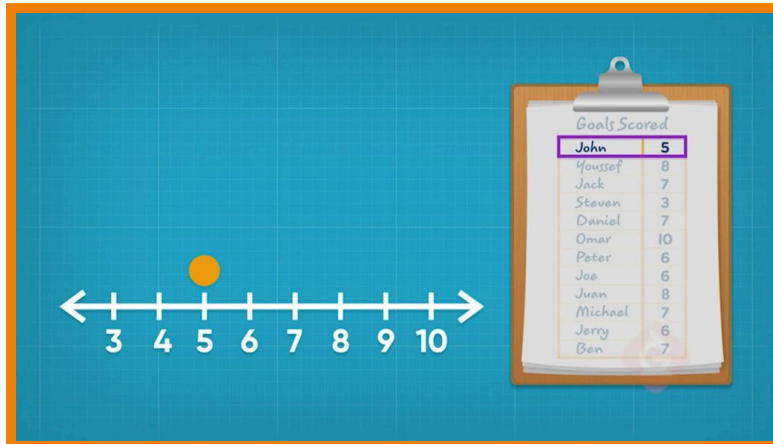 Goals Scored
John 5
Youssef 8
Jack 7
Steven 3
Daniel 7
Omar 10
Peter 6
Joe 6
Juan 8
Michael 7
Jerry 6
Ben 7
3 4 5 6 7 8 9 10